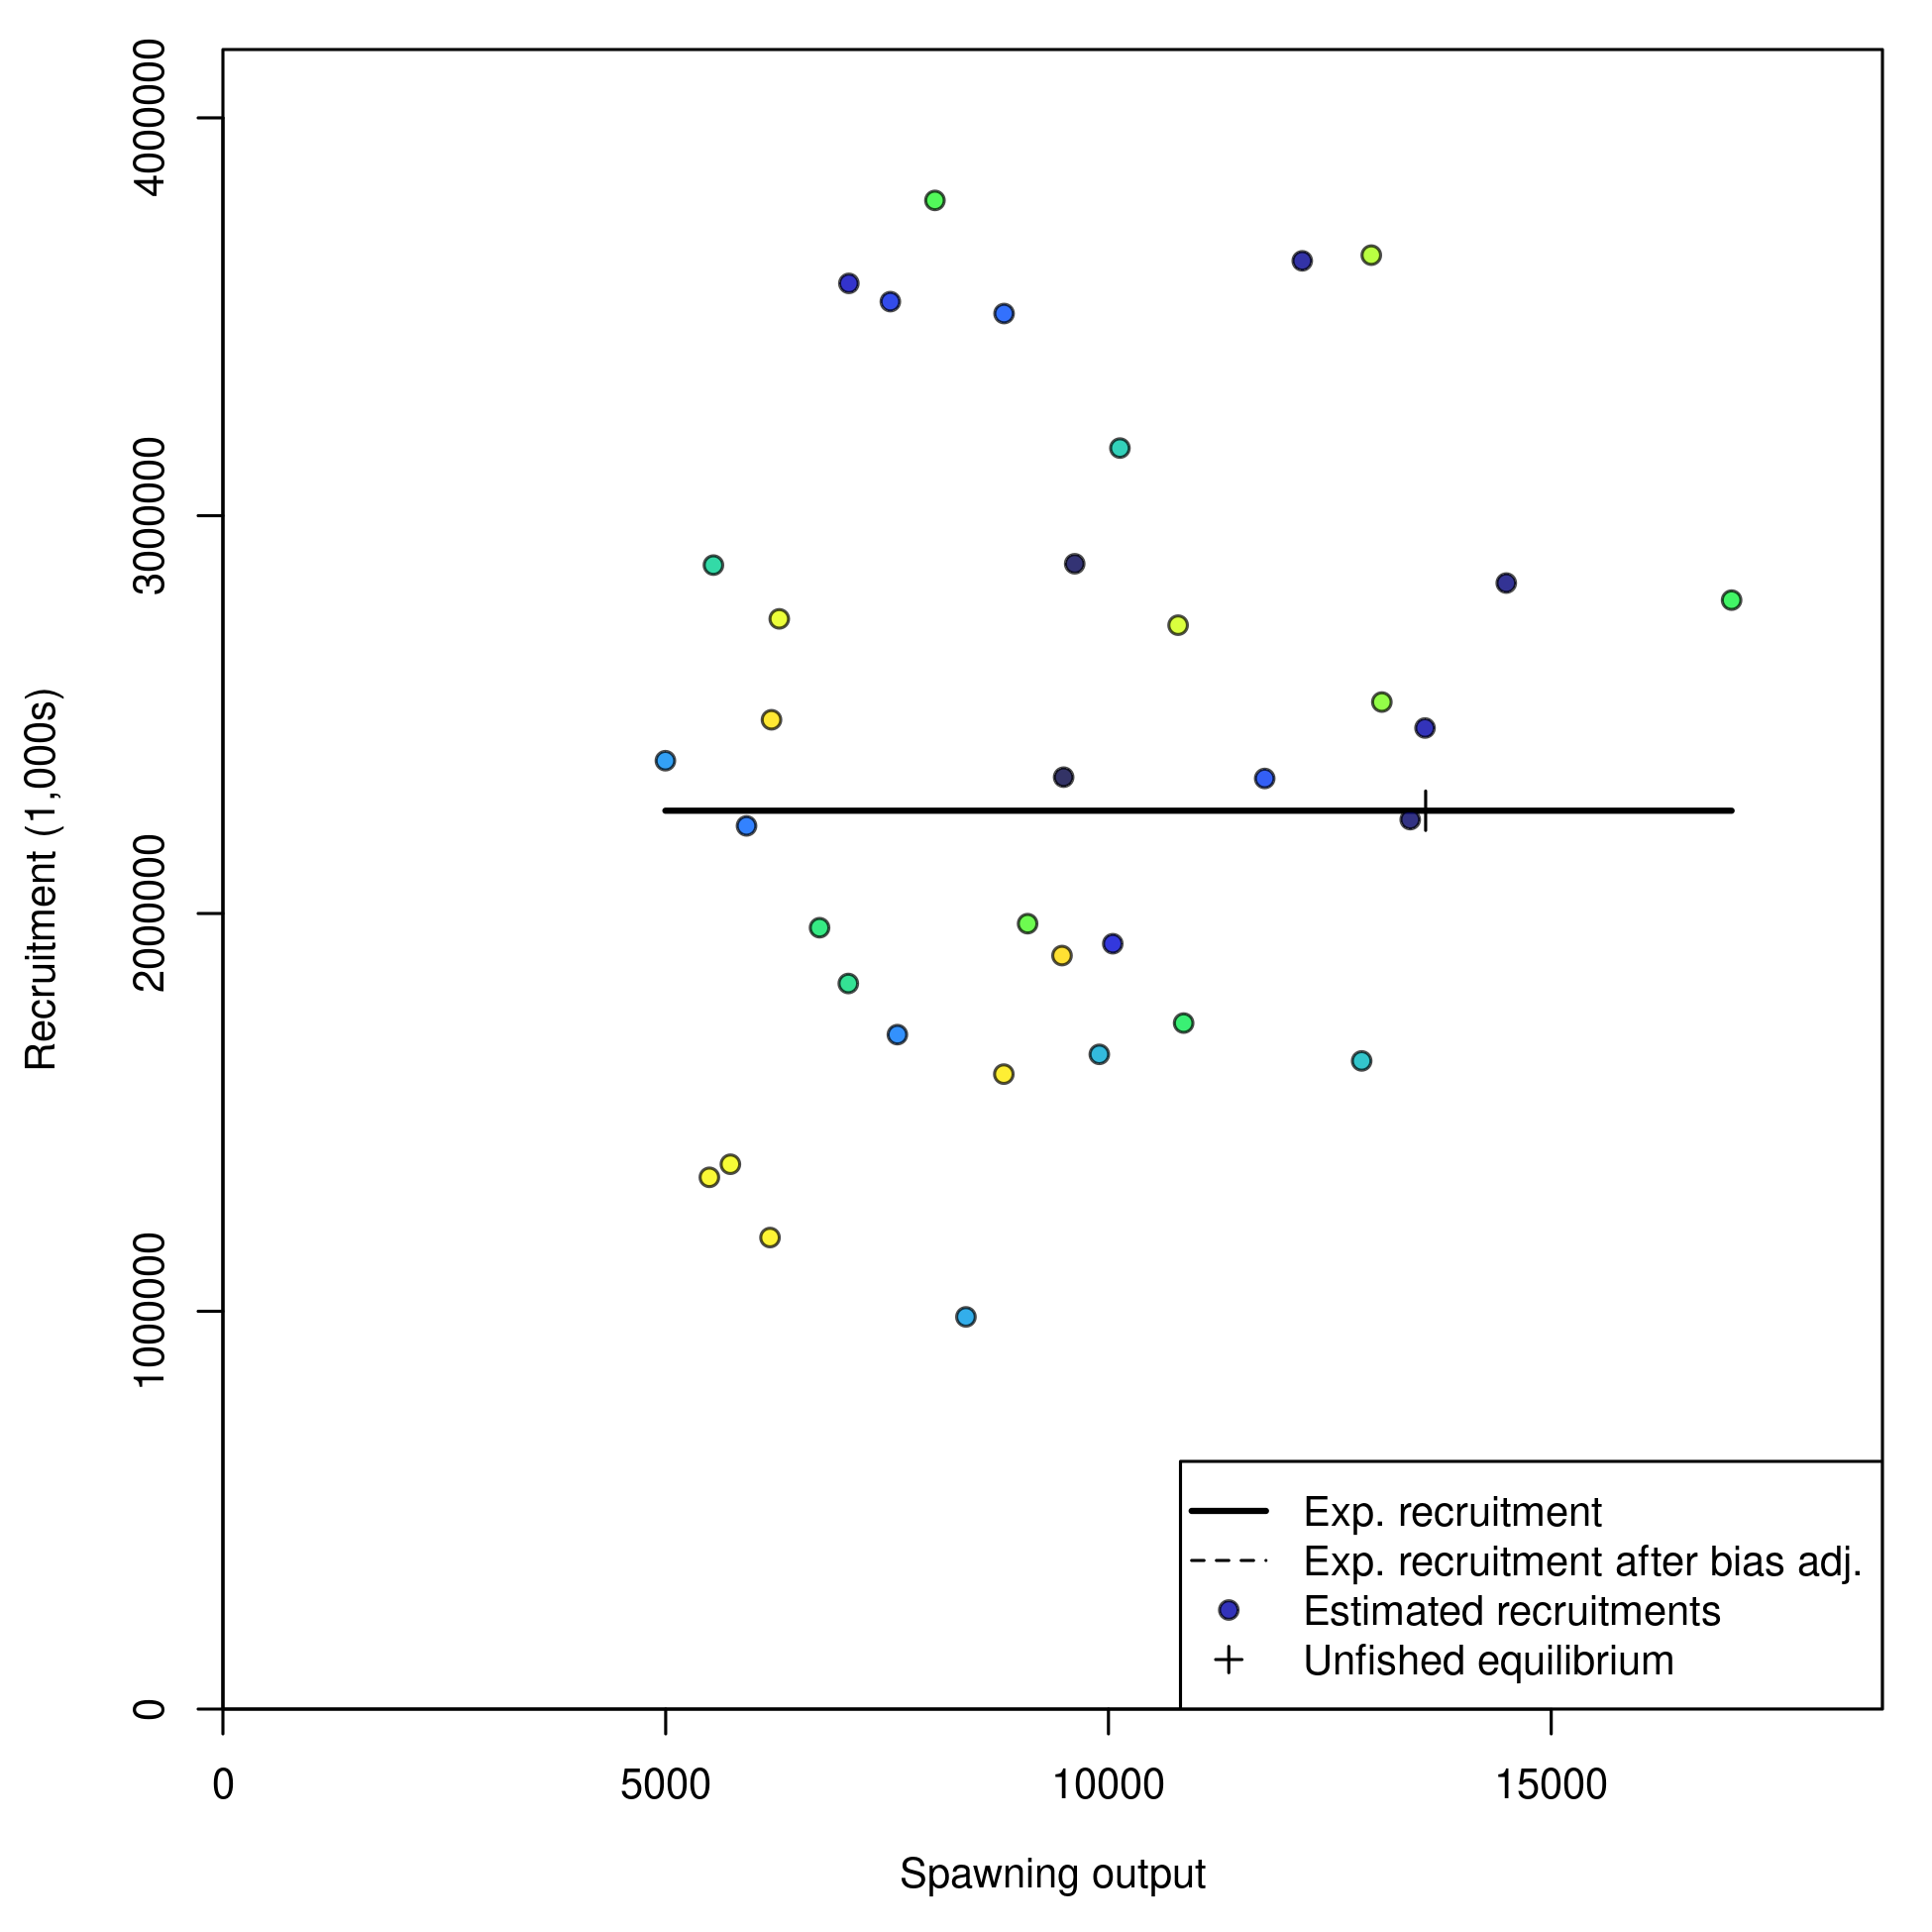 Recruitment (1,000s)
4000000
3000000
2000000
1000000
0
0 5000 10000 15000
Spawning output
Exp. recruitment
Exp. recruitment after bias adj.
Estimated recruitments
Unfished equilibrium